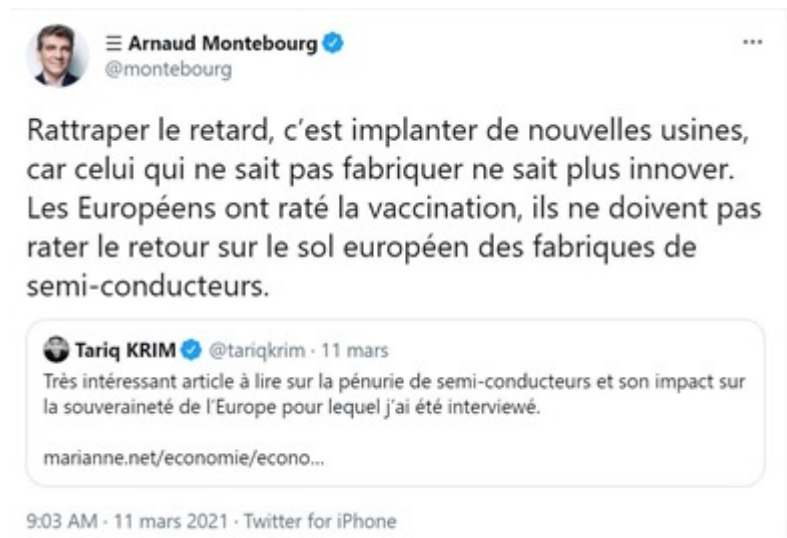 ☰ Arnaud Montebourg
@montebourg
Rattraper le retard, c’est implanter de nouvelles usines,
car celui qui ne sait pas fabriquer ne sait plus innover.
Les Européens ont raté la vaccination, ils ne doivent pas
rater le retour sur le sol européen des fabriques de
semi-conducteurs.
Tariq KRIM @tariqkrim · 11 mars
Très intéressant article à lire sur la pénurie de semi-conducteurs et son impact sur
la souveraineté de l’Europe pour lequel j’ai été interviewé.
marianne.net/economie/econo...
9:03 AM · 11 mars 2021 · Twitter for iPhone